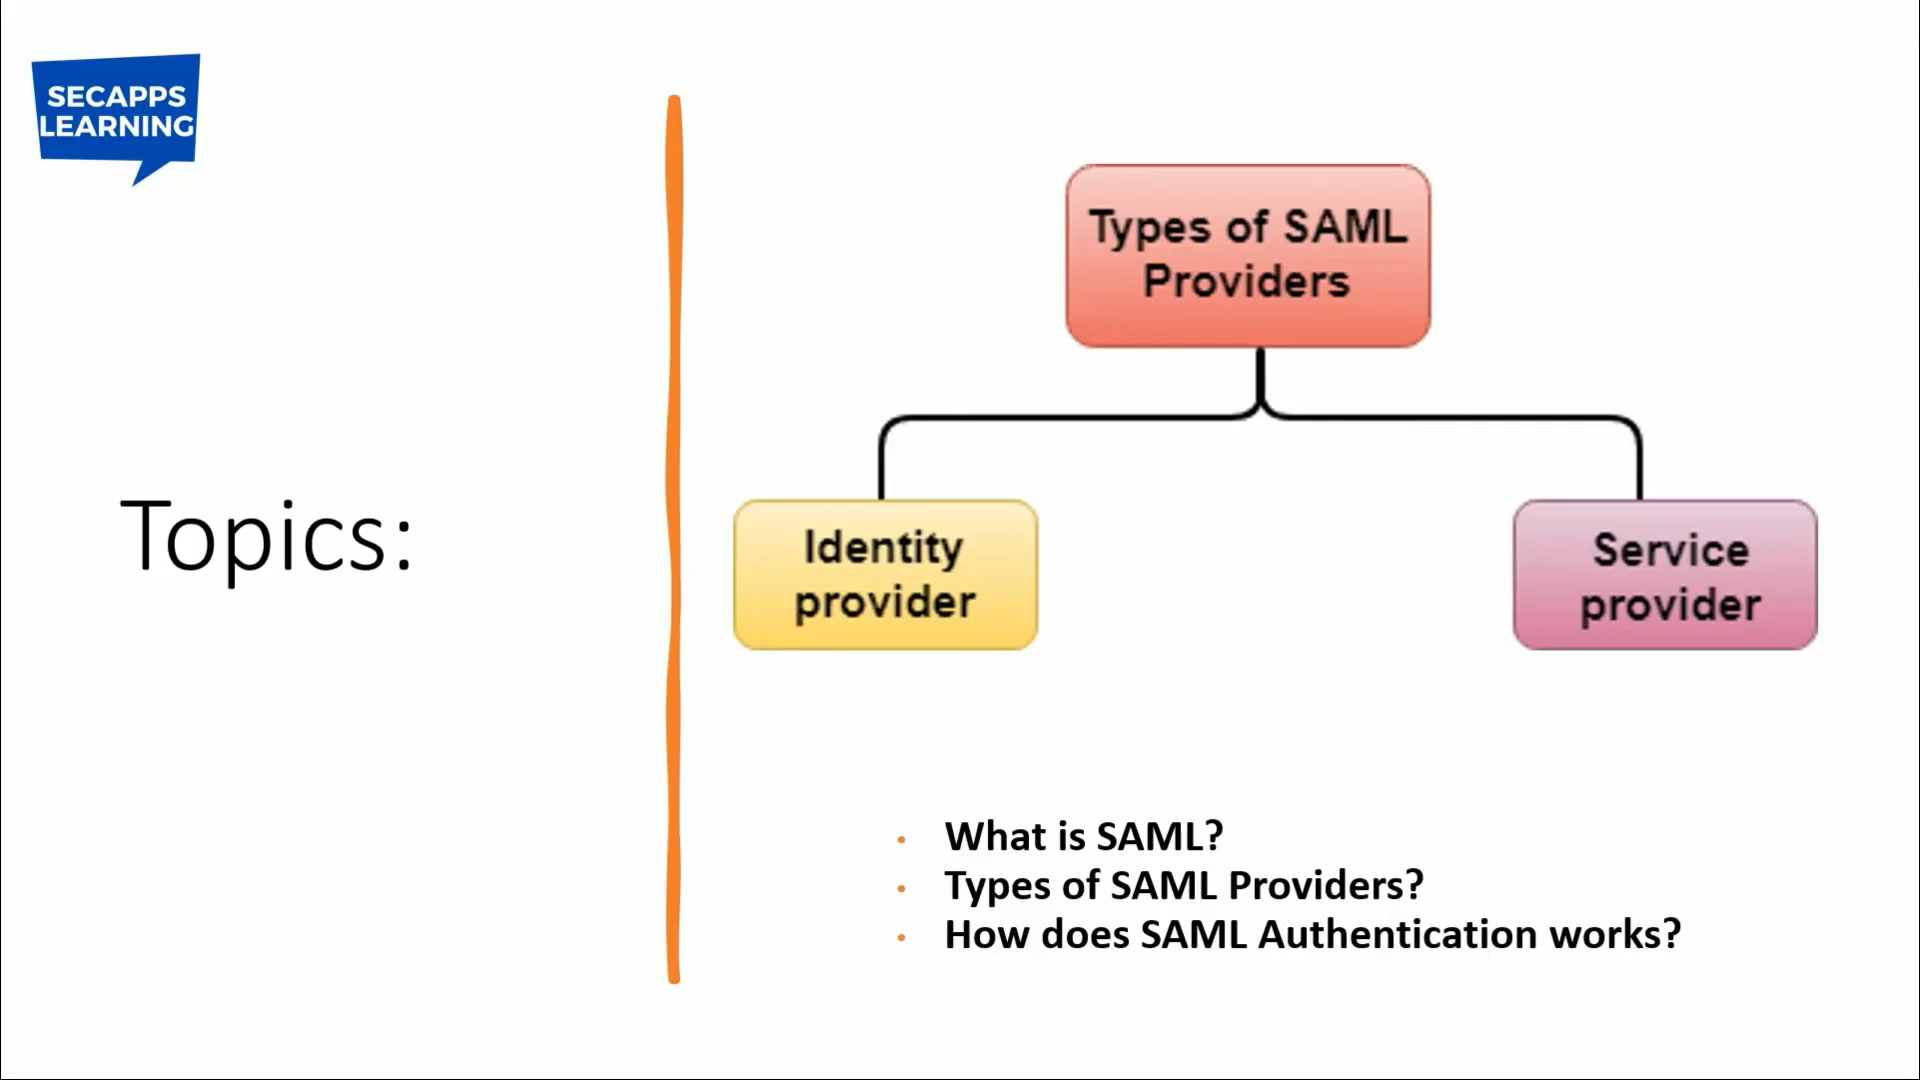 SECAPPS
LEARNING
Topics:
Types of SAML
Providers
Identity
provider
Service
provider
• What is SAML?
• Types of SAML Providers?
• How does SAML Authentication works?